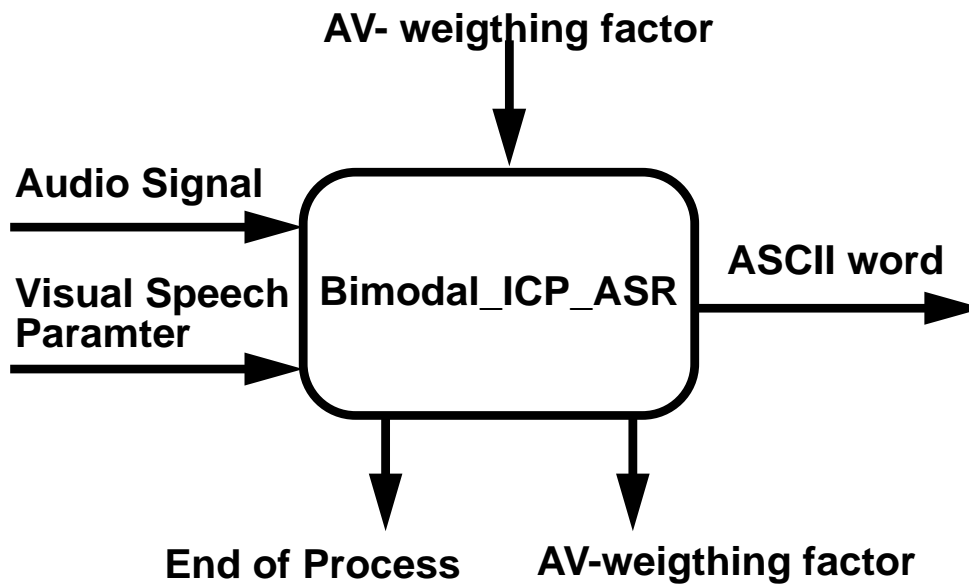 AV- weigthing factor
Audio Signal
Visual Speech
Paramter
Bimodal_ICP_ASR
ASCII word
End of Process
AV-weigthing factor